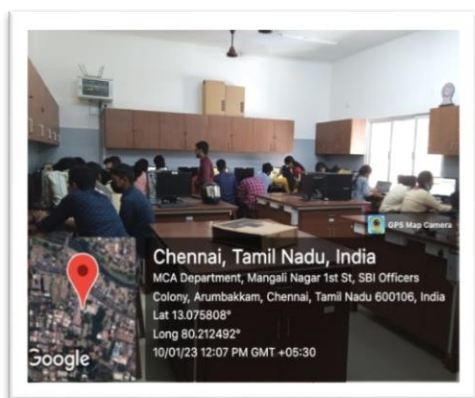 GPS Map Camera
Chennai, Tamil Nadu, India
MCA Department, Mangali Nagar 1st St, SBI Officers
Colony, Arumbakkam, Chennai, Tamil Nadu 600106, India
Lat 13.075808°
Long 80.212492°
10/01/23 12:07 PM GMT +05:30
Google